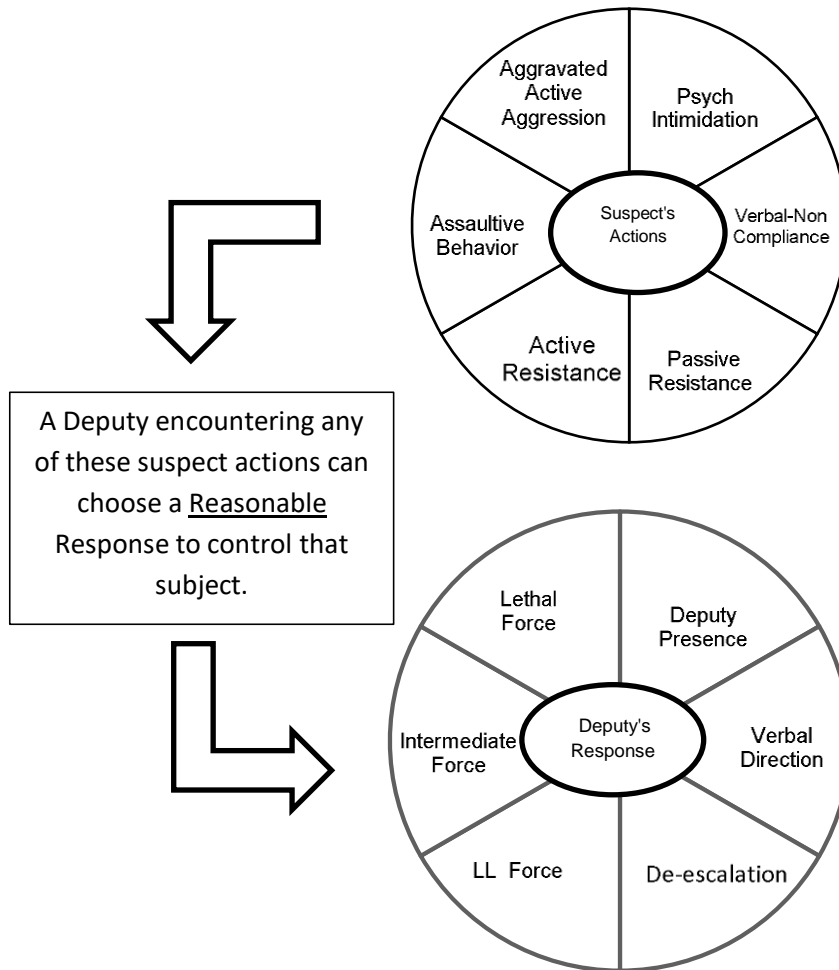 Aggravated
Active
Aggression
Psych
Intimidation
Assaultive
Behavior
Suspect's
Actions
Verbal-Non
Compliance
Active
Resistance
Passive
Resistance
A Deputy encountering any
of these suspect actions can
choose a Reasonable
Response to control that
subject.
Lethal
Force
Deputy
Presence
Intermediate
Force
Deputy's
Response
Verbal
Direction
LL Force
De-escalation